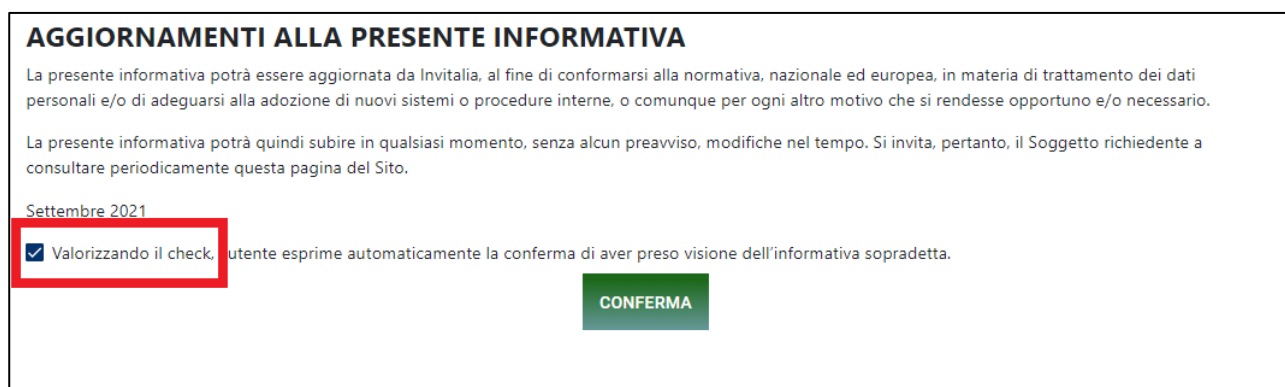 AGGIORNAMENTI ALLA PRESENTE INFORMATIVA
La presente informativa potrà essere aggiornata da Invitalia, al fine di conformarsi alla normativa, nazionale ed europea, in materia di trattamento dei dati
personali e/o di adeguarsi alla adozione di nuovi sistemi o procedure interne, o comunque per ogni altro motivo che si rendesse opportuno e/o necessario.
La presente informativa potrà quindi subire in qualsiasi momento, senza alcun preavviso, modifiche nel tempo. Si invita, pertanto, il Soggetto richiedente a
consultare periodicamente questa pagina del Sito.
Settembre 2021
Valorizzando il check, utente esprime automaticamente la conferma di aver preso visione dell'informativa sopradetta.
CONFERMA